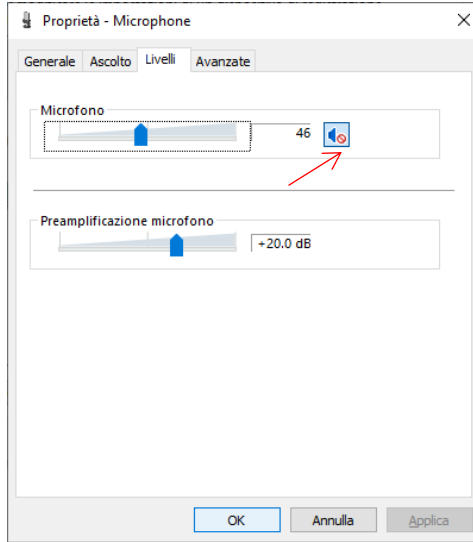 Proprietà - Microphone
Generale Ascolto Livelli Avanzate
Microfono
46
Preamplificazione microfono
+20.0 dB
OK Annulla Applica